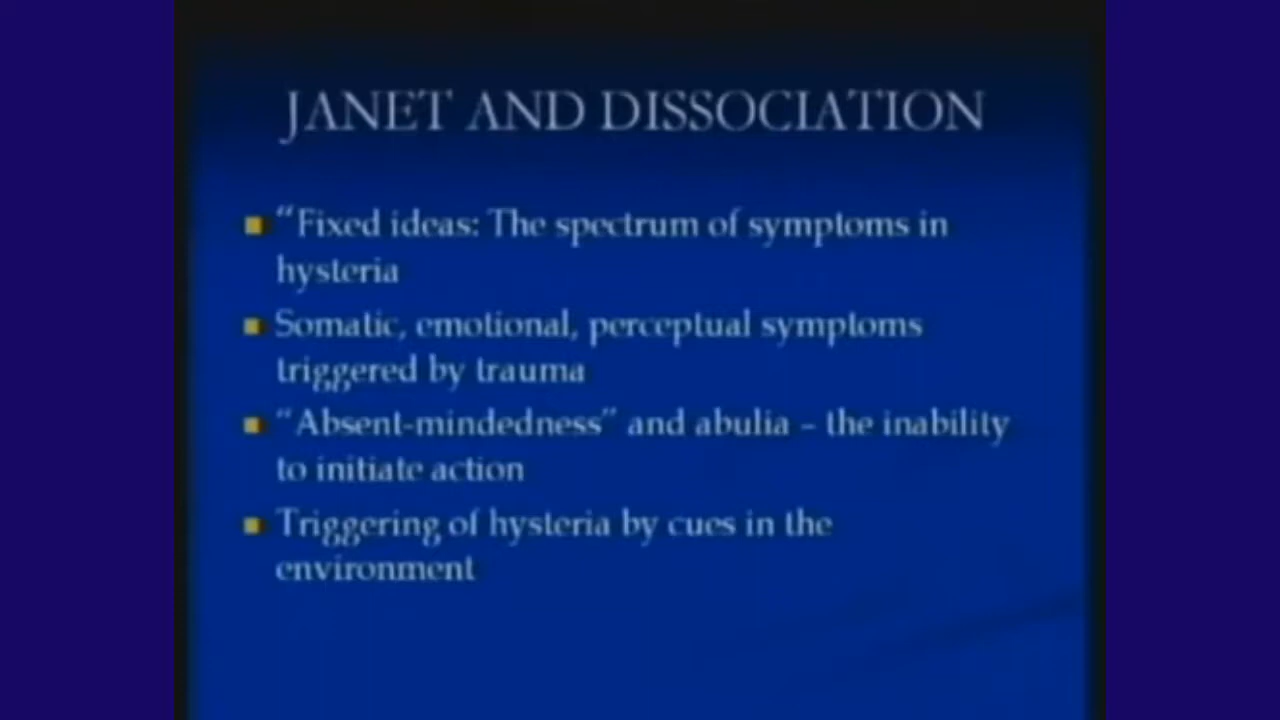 JANET AND DISSOCIATION
“Fixed ideas: The spectrum of symptoms in
hysteria
Somatic, emotional, perceptual symptoms
triggered by trauma
“Absent-mindedness” and abulia – the inability
to initiate action
Triggering of hysteria by cues in the
environment